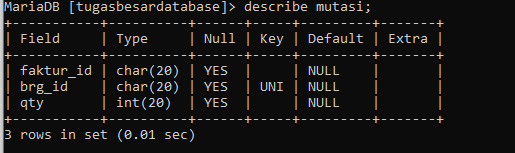 MariaDB [tugasbesardatabase]> describe mutasi;
+-----------+----------+------+-----+---------+-------+
| Field     | Type     | Null | Key | Default | Extra |
+-----------+----------+------+-----+---------+-------+
| faktur_id | char(20) | YES  |     | NULL    |       |
| brg_id    | char(20) | YES  | UNI | NULL    |       |
| qty       | int(20)  | YES  |     | NULL    |       |
+-----------+----------+------+-----+---------+-------+
3 rows in set (0.01 sec)